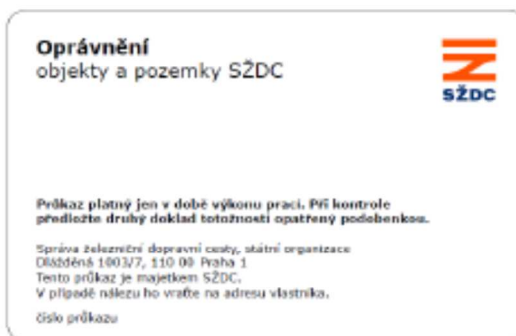 Oprávnění
objekty a pozemky SŽDC
SŽDC
Průkaz platný jen v době výkonu prací. Při kontrole
předložte druhý doklad totožnosti opatřený podobenkou.
Správa železniční dopravní cesty, státní organizace
Dlážděná 1003/7, 110 00 Praha 1
Tento průkaz je majetkem SŽDC.
V případě nálezu ho vraťte na adresu vlastníka.
číslo průkazu